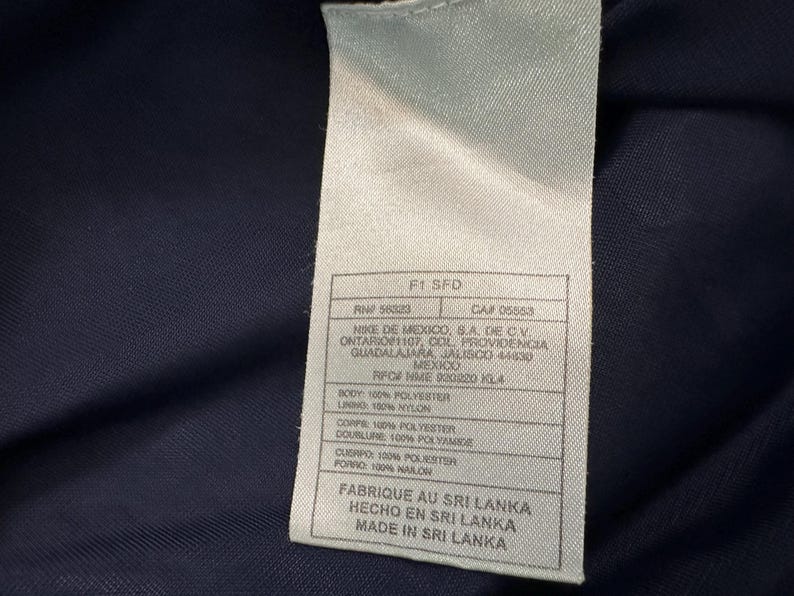 F1 SFD
RN# 56323 CA# 05553
NIKE DE MEXICO, S.A. DE C.V.
ONTARIO#1107, COL. PROVIDENCIA
GUADALAJARA, JALISCO 44630
MEXICO
RFC# NME 920220 KL4
BODY: 100% POLYESTER
LINING: 100% NYLON
CORPS: 100% POLYESTER
DOUBLURE: 100% POLYAMIDE
CUERPO: 100% POLIESTER
FORRO: 100% NAILON
FABRIQUE AU SRI LANKA
HECHO EN SRI LANKA
MADE IN SRI LANKA